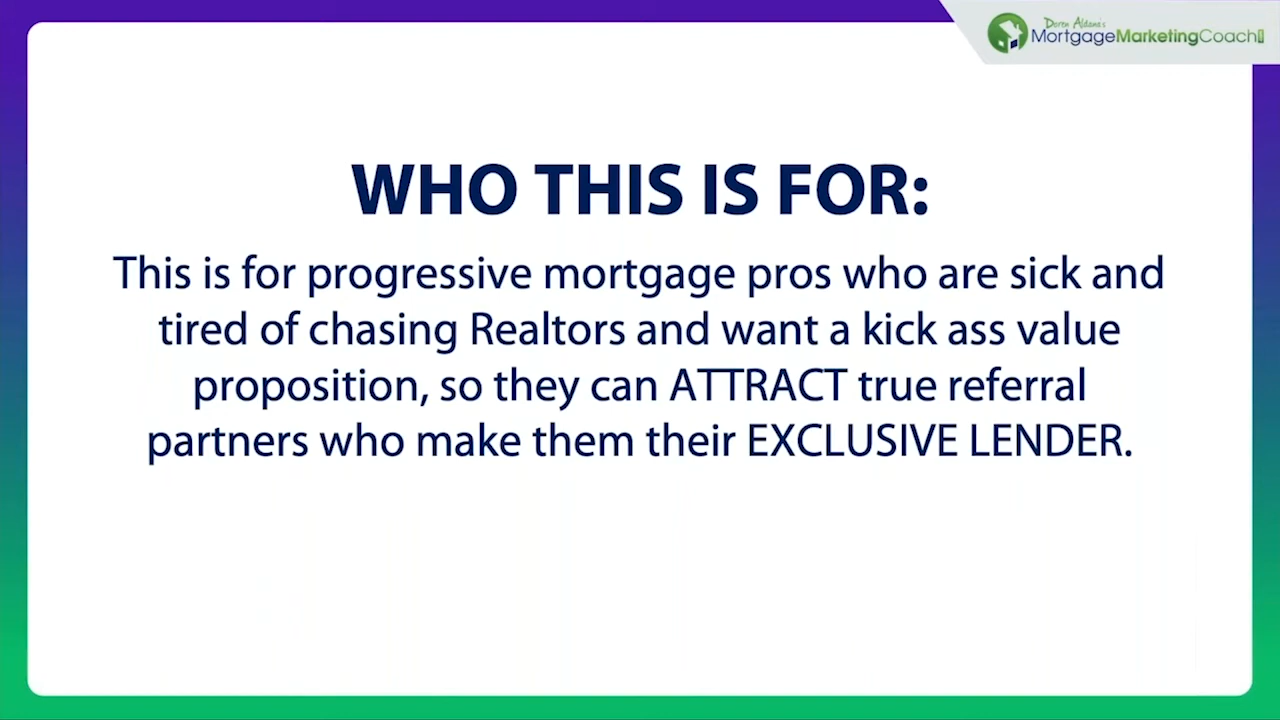 Doren Aldana's
MortgageMarketingCoach
WHO THIS IS FOR:
This is for progressive mortgage pros who are sick and
tired of chasing Realtors and want a kick ass value
proposition, so they can ATTRACT true referral
partners who make them their EXCLUSIVE LENDER.